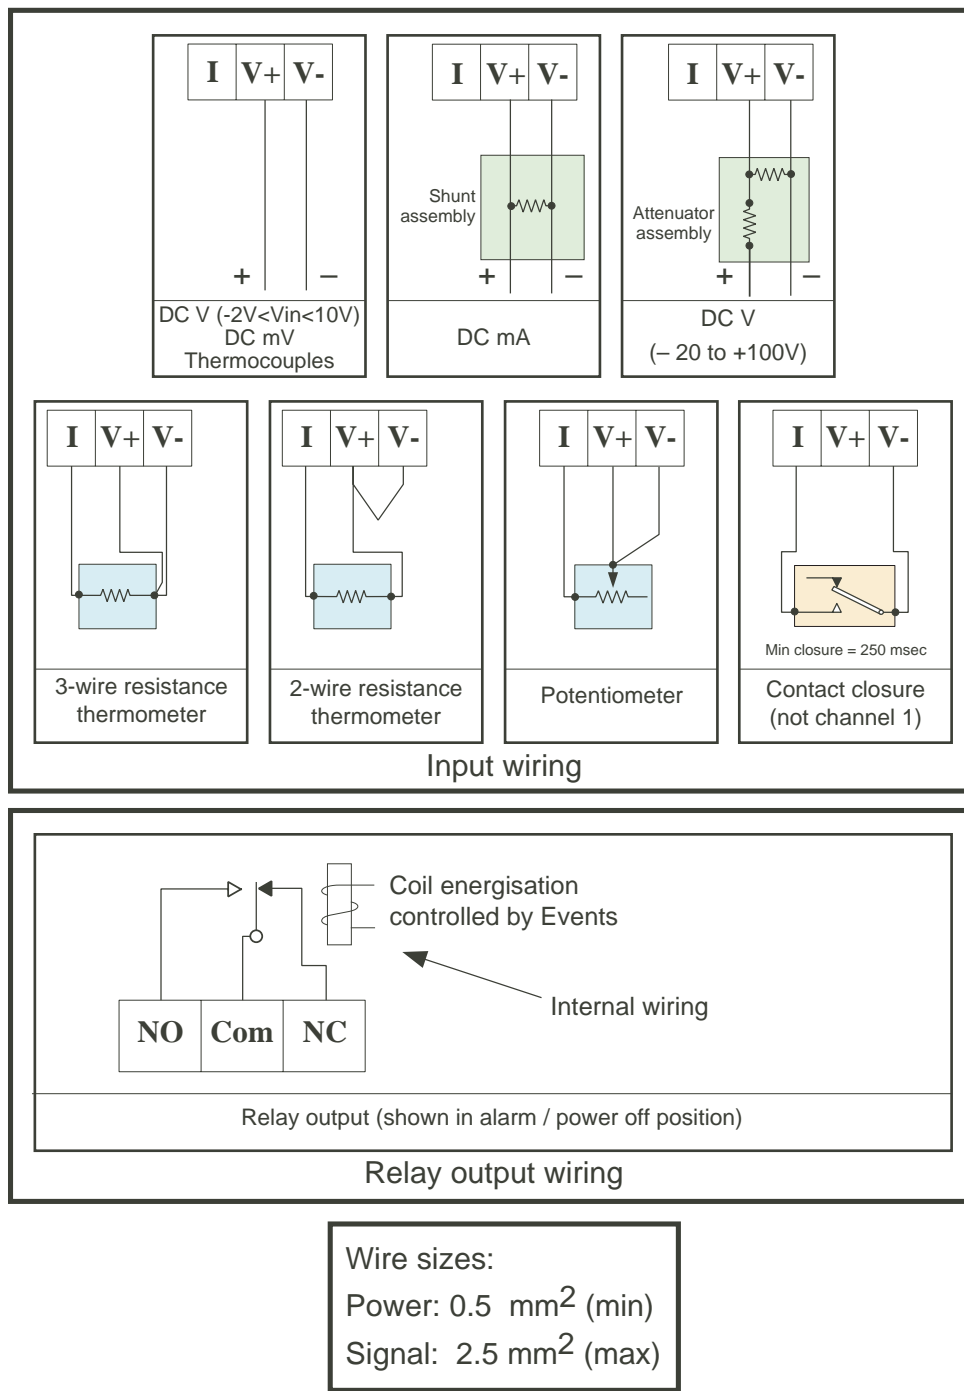 I V+ V-
+ –
DC V (-2V<Vin<10V)
DC mV
Thermocouples
I V+ V-
Shunt
assembly
+ –
DC mA
I V+ V-
Attenuator
assembly
+ –
DC V
(– 20 to +100V)
I V+ V-
3-wire resistance
thermometer
I V+ V-
2-wire resistance
thermometer
I V+ V-
Potentiometer
I V+ V-
Min closure = 250 msec
Contact closure
(not channel 1)
Input wiring
Coil energisation
controlled by Events
Internal wiring
NO Com NC
Relay output (shown in alarm / power off position)
Relay output wiring
Wire sizes:
Power: 0.5 mm² (min)
Signal: 2.5 mm² (max)